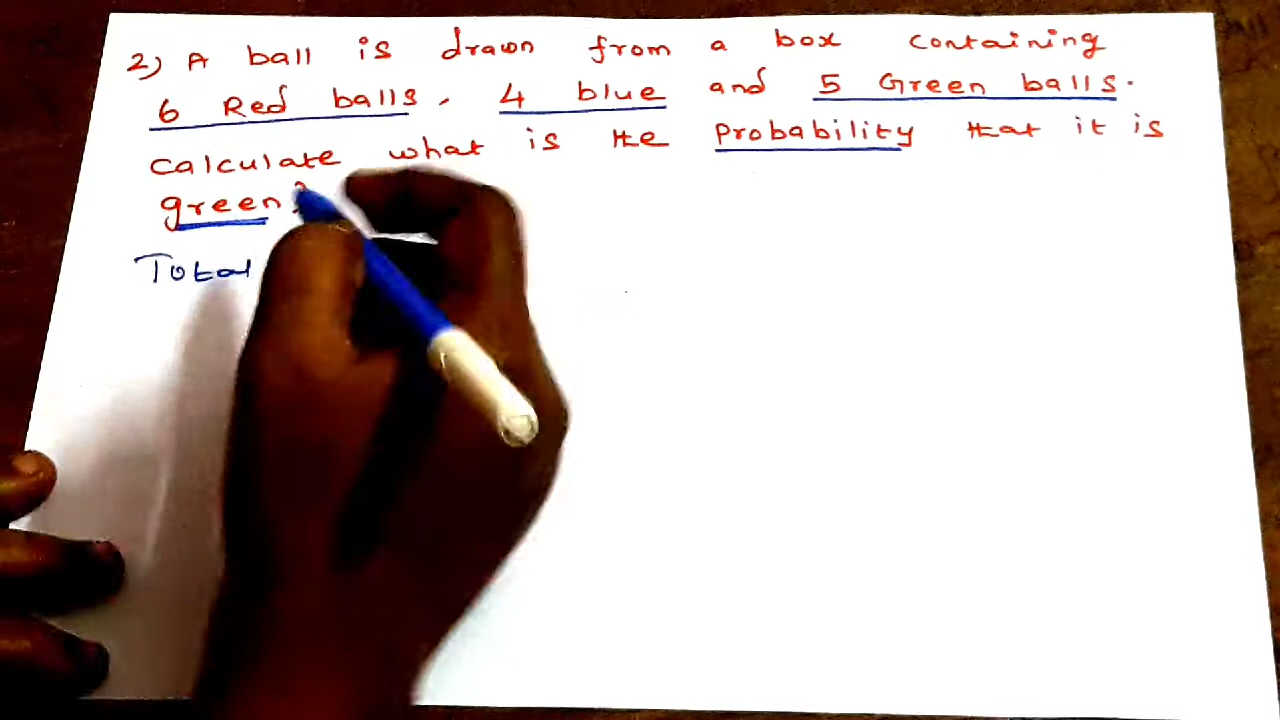 2) A ball is drawn from a box containing
6 Red balls, 4 blue and 5 Green balls.
Calculate what is the Probability that it is
green?
Total